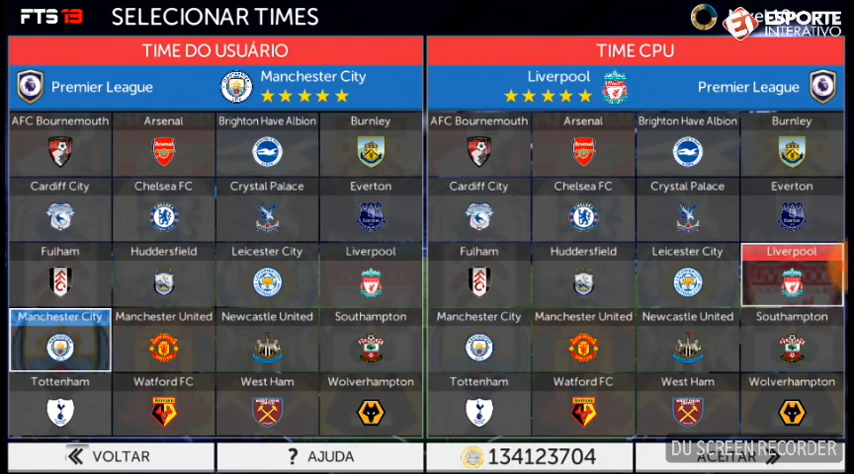 FTS 13 SELECIONAR TIMES
ESPORTE
INTERATIVO
TIME DO USUÁRIO
TIME CPU
Premier League
Manchester City
Liverpool
Premier League
AFC Bournemouth Arsenal Brighton Have Albion Burnley
AFC Bournemouth Arsenal Brighton Have Albion Burnley
Cardiff City Chelsea FC Crystal Palace Everton
Cardiff City Chelsea FC Crystal Palace Everton
Fulham Huddersfield Leicester City Liverpool
Fulham Huddersfield Leicester City Liverpool
Manchester City Manchester United Newcastle United Southampton
Manchester City Manchester United Newcastle United Southampton
Tottenham Watford FC West Ham Wolverhampton
Tottenham Watford FC West Ham Wolverhampton
VOLTAR
? AJUDA
134123704
ACEITAR
DU SCREEN RECORDER